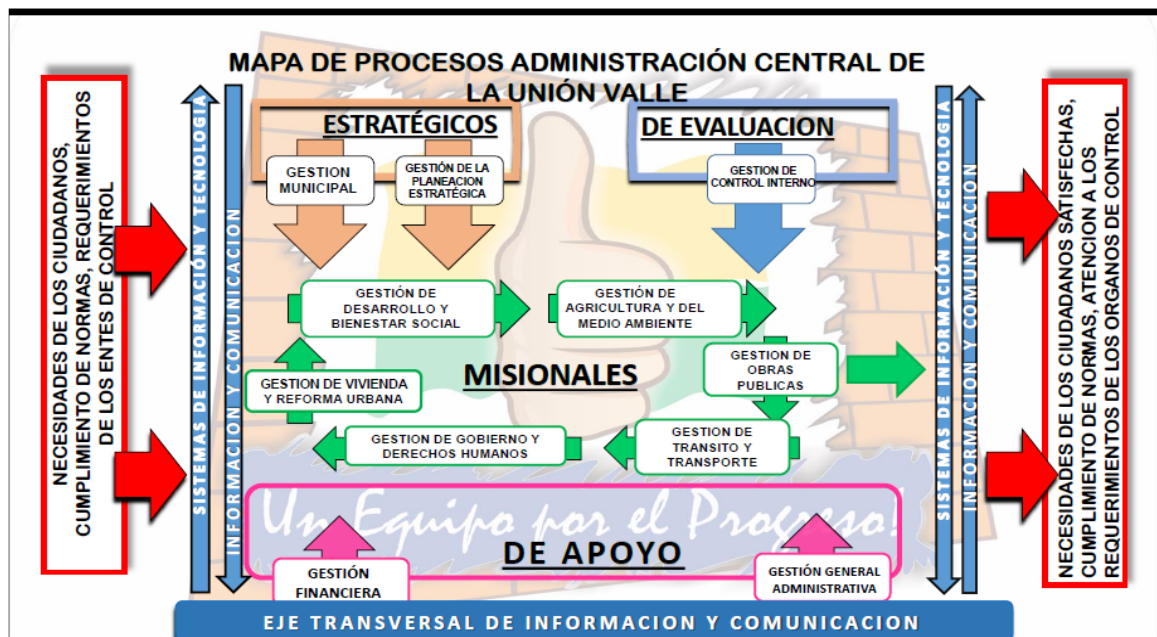 MAPA DE PROCESOS ADMINISTRACIÓN CENTRAL DE
LA UNIÓN VALLE
NECESIDADES DE LOS CIUDADANOS,
CUMPLIMIENTO DE NORMAS, REQUERIMIENTOS
DE LOS ENTES DE CONTROL
SISTEMAS DE INFORMACIÓN Y TECNOLOGIA
INFORMACION Y COMUNICACION
ESTRATÉGICOS
GESTION
MUNICIPAL
GESTIÓN DE LA
PLANEACION
ESTRATÉGICA
DE EVALUACION
GESTION DE
CONTROL INTERNO
GESTIÓN DE
DESARROLLO Y
BIENESTAR SOCIAL
GESTIÓN DE
AGRICULTURA Y DEL
MEDIO AMBIENTE
MISIONALES
GESTION DE
OBRAS
PUBLICAS
GESTION DE VIVIENDA
Y REFORMA URBANA
GESTION DE GOBIERNO Y
DERECHOS HUMANOS
GESTION DE
TRANSITO Y
TRANSPORTE
Un Equipo por el Progreso!
DE APOYO
GESTIÓN
FINANCIERA
GESTIÓN GENERAL
ADMINISTRATIVA
SISTEMAS DE INFORMACIÓN Y TECNOLOGIA
INFORMACION Y COMUNICACION
NECESIDADES DE LOS CIUDADANOS SATISFECHAS,
CUMPLIMIENTO DE NORMAS, ATENCION A LOS
REQUERIMIENTOS DE LOS ORGANOS DE CONTROL
EJE TRANSVERSAL DE INFORMACION Y COMUNICACION